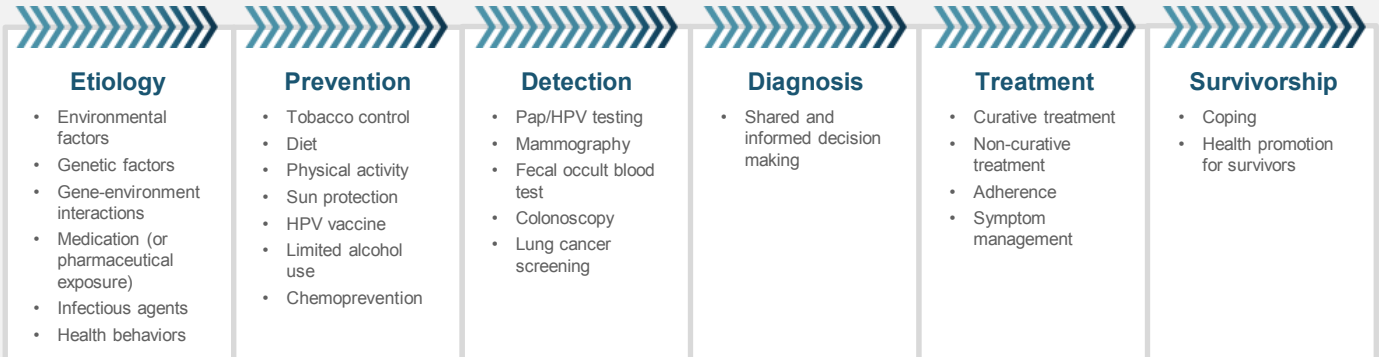 Etiology
• Environmental
factors
• Genetic factors
• Gene-environment
interactions
• Medication (or
pharmaceutical
exposure)
• Infectious agents
• Health behaviors
Prevention
• Tobacco control
• Diet
• Physical activity
• Sun protection
• HPV vaccine
• Limited alcohol
use
• Chemoprevention
Detection
• Pap/HPV testing
• Mammography
• Fecal occult blood
test
• Colonoscopy
• Lung cancer
screening
Diagnosis
• Shared and
informed decision
making
Treatment
• Curative treatment
• Non-curative
treatment
• Adherence
• Symptom
management
Survivorship
• Coping
• Health promotion
for survivors